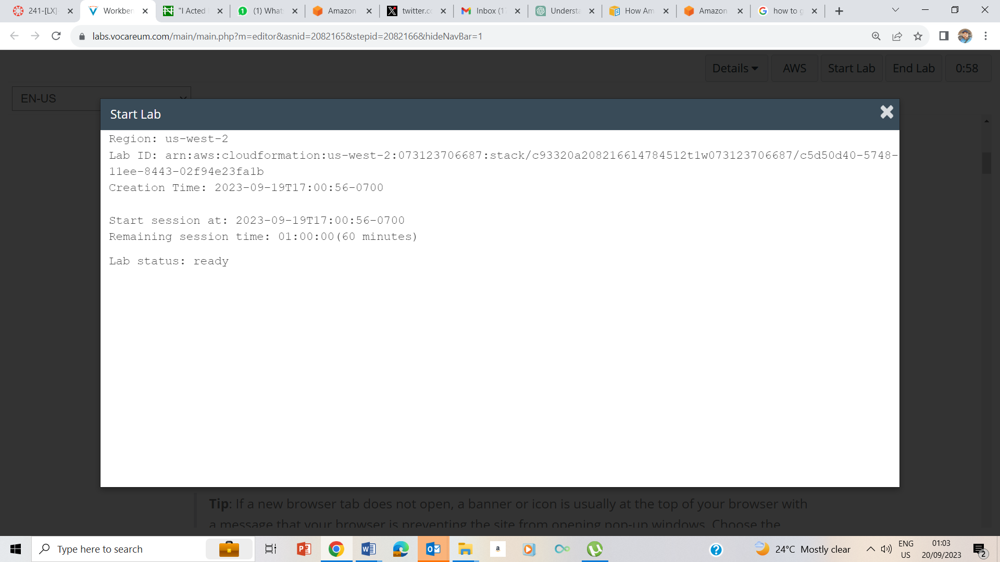 241-[LX]-
Workben
"I Acted
(1) What
Amazon
twitter.c
Inbox (1
Understa
How Am
Amazon
how to g
labs.vocareum.com/main/main.php?m=editor&asnid=2082165&stepid=2082166&hideNavBar=1
Details
AWS
Start Lab
End Lab
0:58
EN-US
Start Lab
Region: us-west-2
Lab ID: arn:aws:cloudformation:us-west-2:073123706687:stack/c93320a2082166l4784512t1w073123706687/c5d50d40-5748-
11ee-8443-02f94e23fa1b
Creation Time: 2023-09-19T17:00:56-0700
Start session at: 2023-09-19T17:00:56-0700
Remaining session time: 01:00:00(60 minutes)
Lab status: ready
Tip: If a new browser tab does not open, a banner or icon is usually at the top of your browser with
a message that your browser is preventing the site from opening pop-up windows. Choose the
Type here to search
24°C Mostly clear
ENG
US
01:03
20/09/2023
2